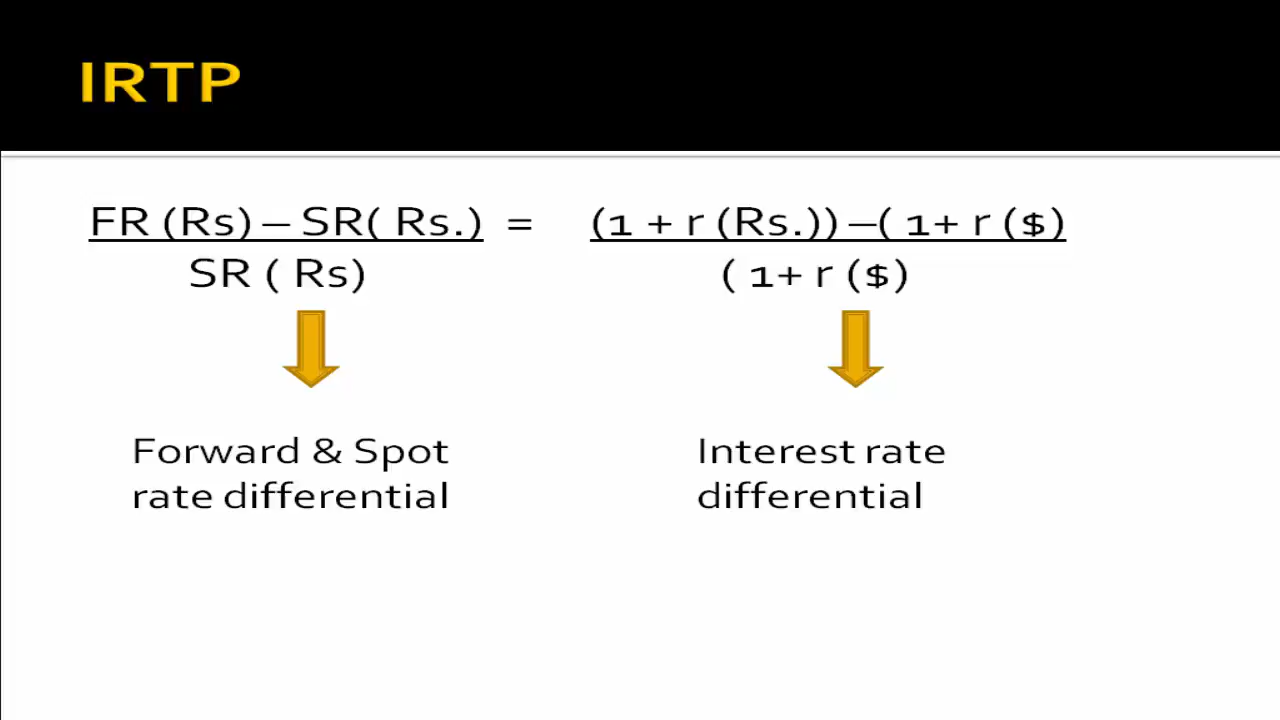 IRTP
FR (Rs) – SR( Rs.) = (1 + r (Rs.)) –( 1+ r ($)
SR ( Rs) ( 1+ r ($)
Forward & Spot
rate differential
Interest rate
differential